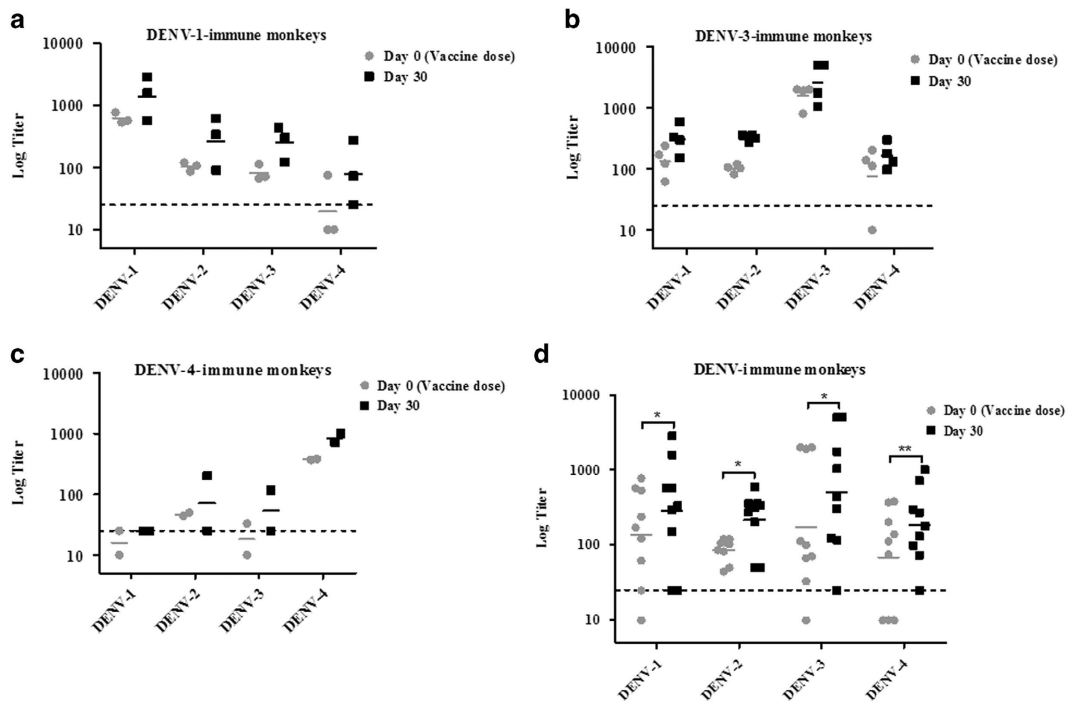 a
DENV-1-immune monkeys
10000
1000
100
10
Log Titer
Day 0 (Vaccine dose)
Day 30
DENV-1
DENV-2
DENV-3
DENV-4
b
DENV-3-immune monkeys
10000
1000
100
10
Log Titer
Day 0 (Vaccine dose)
Day 30
DENV-1
DENV-2
DENV-3
DENV-4
c
DENV-4-immune monkeys
10000
1000
100
10
Log Titer
Day 0 (Vaccine dose)
Day 30
DENV-1
DENV-2
DENV-3
DENV-4
d
DENV-immune monkeys
10000
1000
100
10
Log Titer
Day 0 (Vaccine dose)
Day 30
*
*
*
**
DENV-1
DENV-2
DENV-3
DENV-4